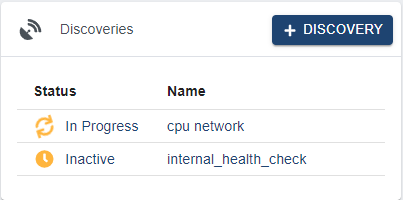 Discoveries
+ DISCOVERY
Status Name
In Progress cpu network
Inactive internal_health_check